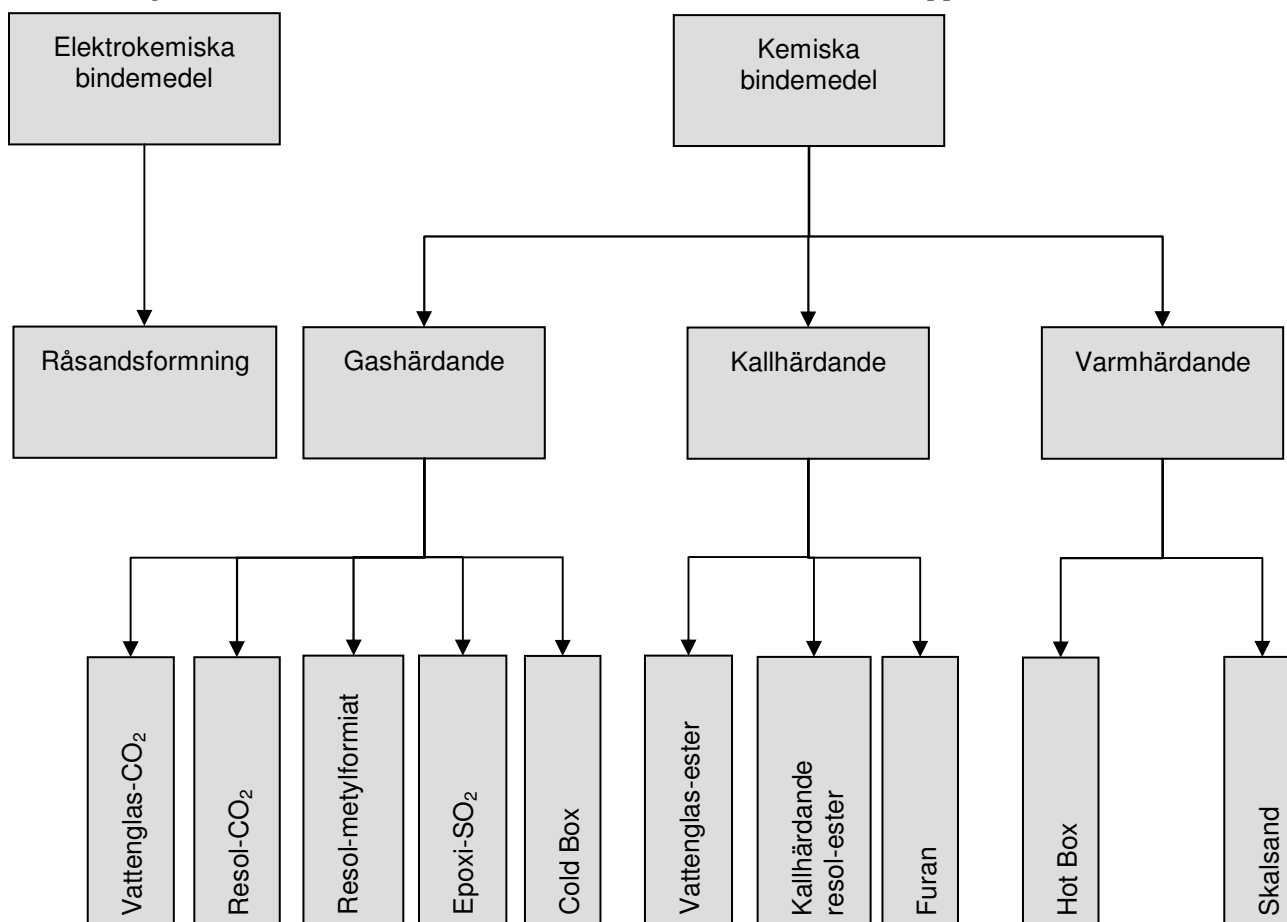 Elektrokemiska
bindemedel
Kemiska
bindemedel
Råsandsformning
Gashärdande
Kallhärdande
Varmhärdande
Vattenglas-CO₂
Resol-CO₂
Resol-metylformiat
Epoxi-SO₂
Cold Box
Vattenglas-ester
Kallhärdande
resol-ester
Furan
Hot Box
Skalsand